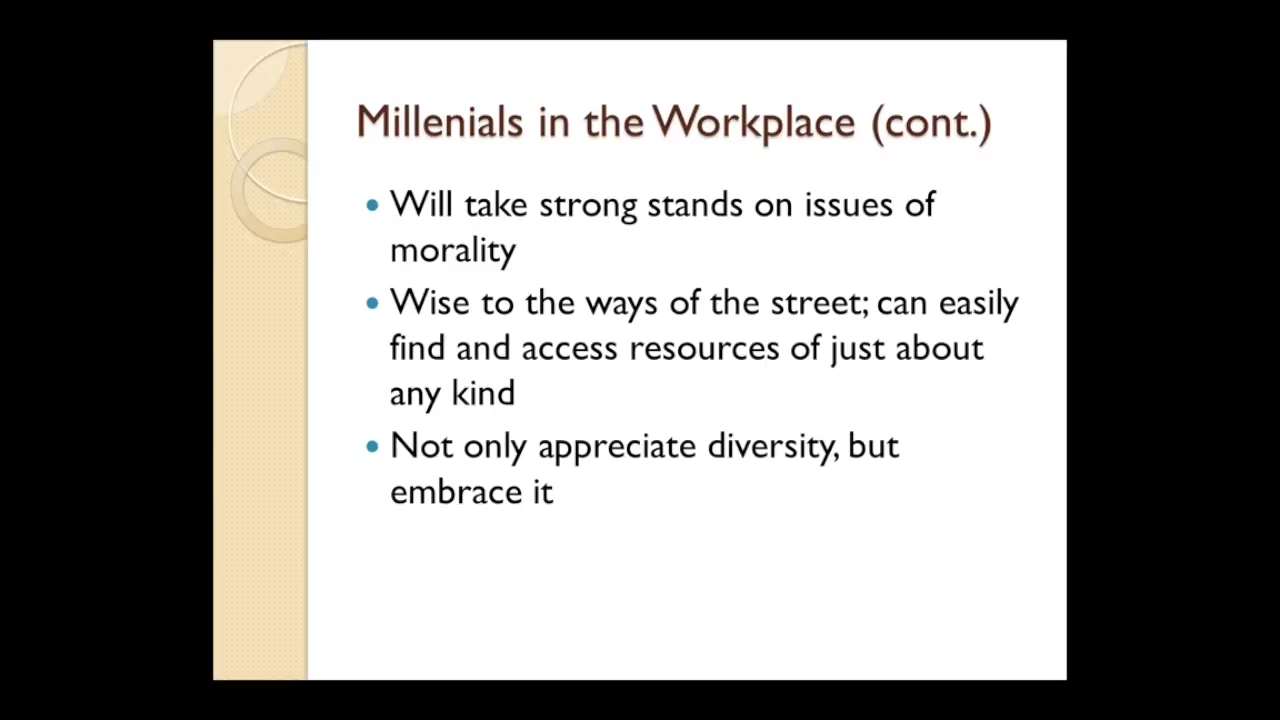 Millenials in the Workplace (cont.)
• Will take strong stands on issues of
morality
• Wise to the ways of the street; can easily
find and access resources of just about
any kind
• Not only appreciate diversity, but
embrace it